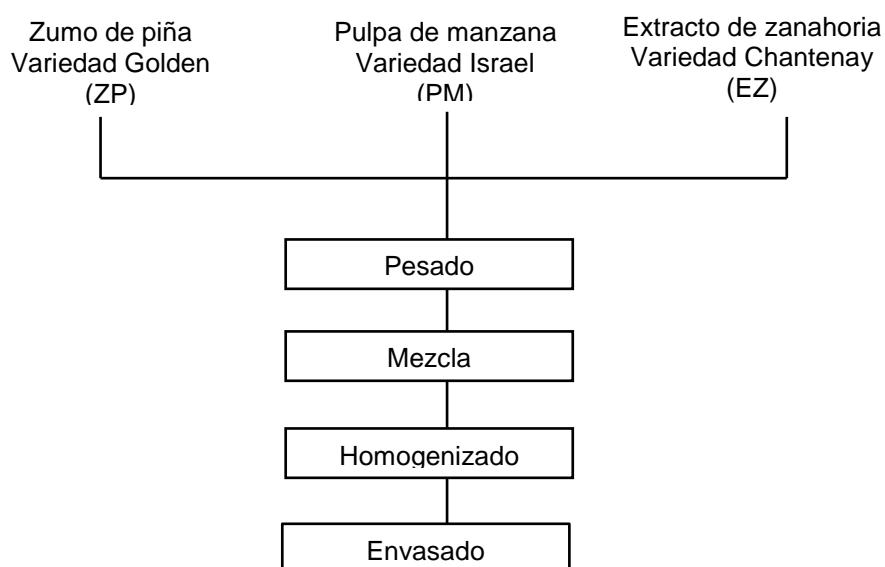 Zumo de piña
Variedad Golden
(ZP)
Pulpa de manzana
Variedad Israel
(PM)
Extracto de zanahoria
Variedad Chantenay
(EZ)
Pesado
Mezcla
Homogenizado
Envasado